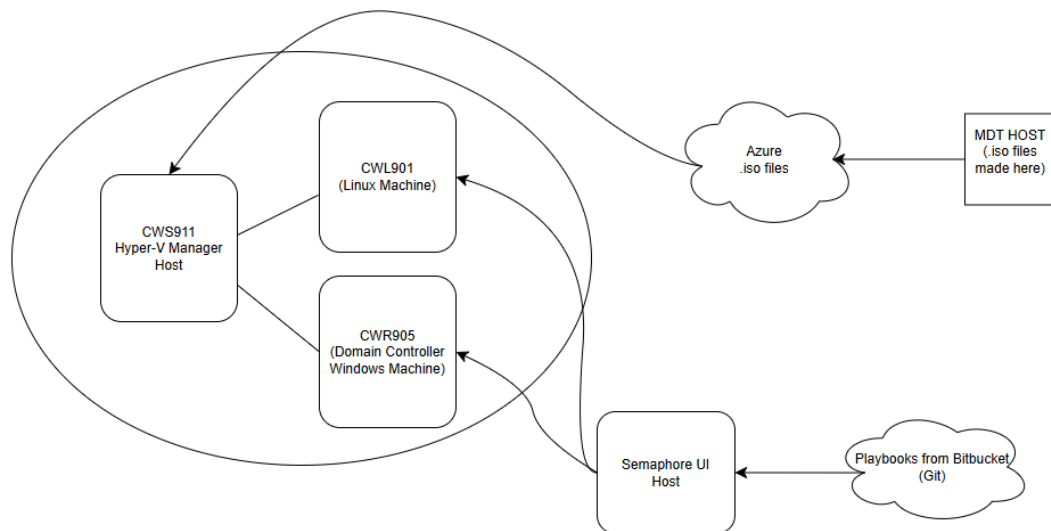 CWL901
(Linux Machine)
Azure
.iso files
MDT HOST
(.iso files
made here)
CWS911
Hyper-V Manager
Host
CWR905
(Domain Controller
Windows Machine)
Semaphore UI
Host
Playbooks from Bitbucket
(Git)